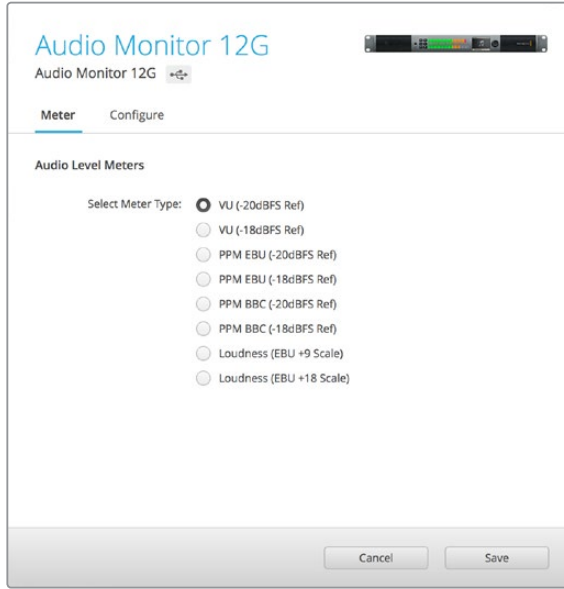 Audio Monitor 12G
Audio Monitor 12G
Meter Configure
Audio Level Meters
Select Meter Type: VU (-20dBFS Ref)
VU (-18dBFS Ref)
PPM EBU (-20dBFS Ref)
PPM EBU (-18dBFS Ref)
PPM BBC (-20dBFS Ref)
PPM BBC (-18dBFS Ref)
Loudness (EBU +9 Scale)
Loudness (EBU +18 Scale)
Cancel Save